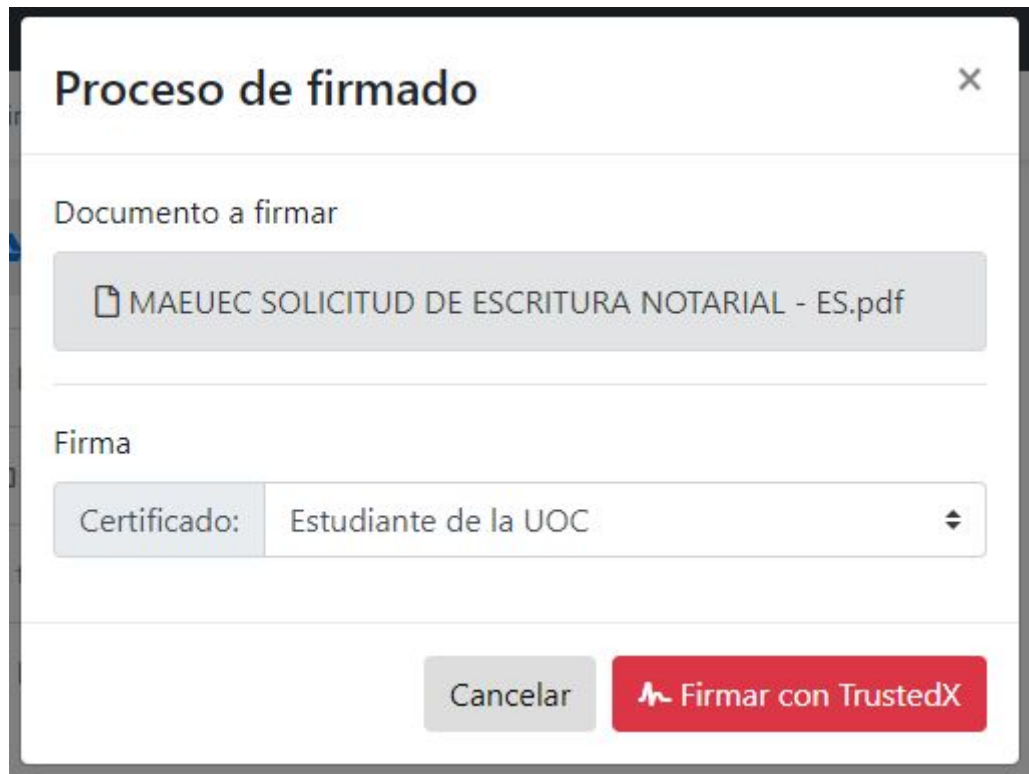 Proceso de firmado
×
Documento a firmar
MAEUEC SOLICITUD DE ESCRITURA NOTARIAL - ES.pdf
Firma
Certificado: Estudiante de la UOC
Cancelar Firmar con TrustedX